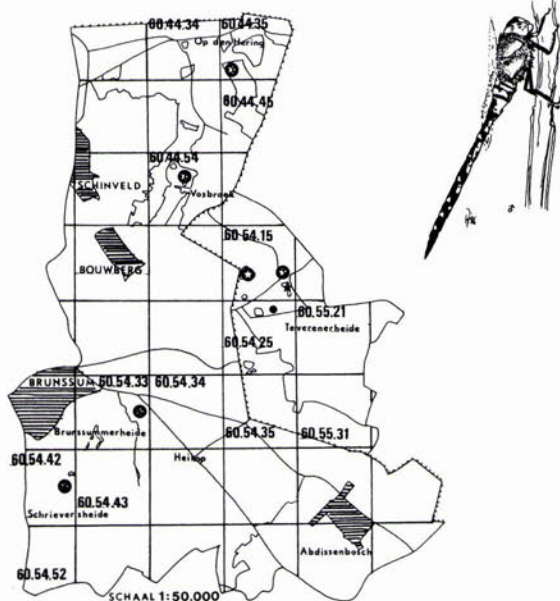 60.44.34 60.44.35
Op den Hering
60.44.45
60.44.54
SCHINVELD
Vosbroek
60.54.15
BOUWBERG
60.55.21
Teverenerheide
60.54.25
BRUNSSUM 60.54.33 60.54.34
Brunssummerheide
60.54.35 60.55.31
60.54.42
Heikop
60.54.43
Schrieversheide
Abdissenbosch
60.54.52
SCHAAL 1:50.000